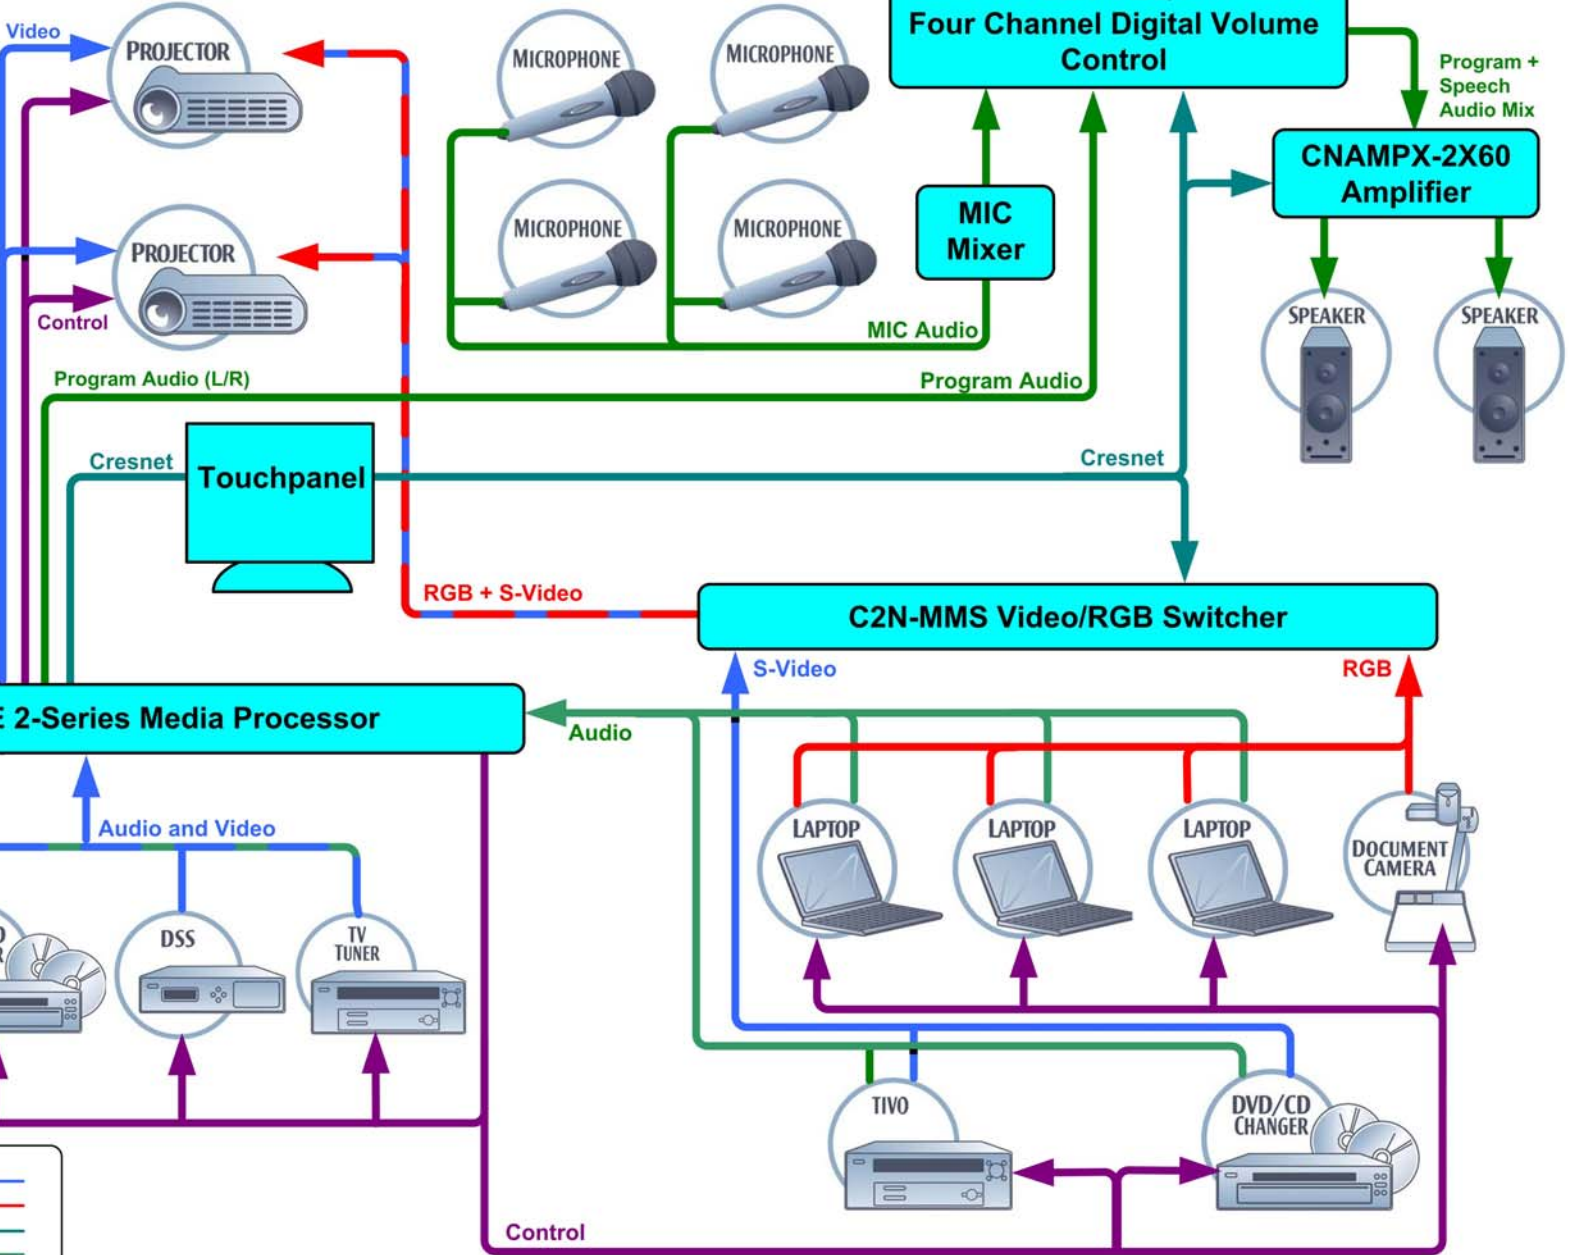 Four Channel Digital Volume
Control
Video
PROJECTOR
MICROPHONE
MICROPHONE
Program +
Speech
Audio Mix
CNAMPX-2X60
Amplifier
PROJECTOR
MICROPHONE
MICROPHONE
MIC
Mixer
Control
MIC Audio
SPEAKER
SPEAKER
Program Audio (L/R)
Program Audio
Cresnet
Touchpanel
Cresnet
RGB + S-Video
C2N-MMS Video/RGB Switcher
S-Video
RGB
2-Series Media Processor
Audio
Audio and Video
LAPTOP
LAPTOP
LAPTOP
DOCUMENT
CAMERA
DSS
TV
TUNER
TIVO
DVD/CD
CHANGER
Control